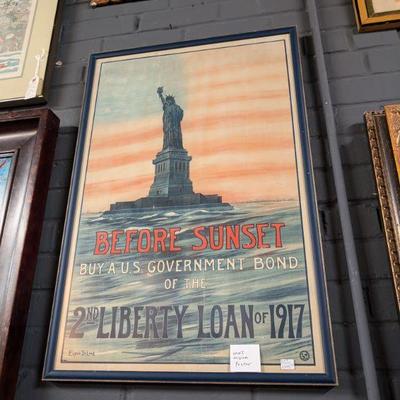 BEFORE SUNSET
BUY A U.S. GOVERNMENT BOND
OF THE
2ND LIBERTY LOAN OF 1917